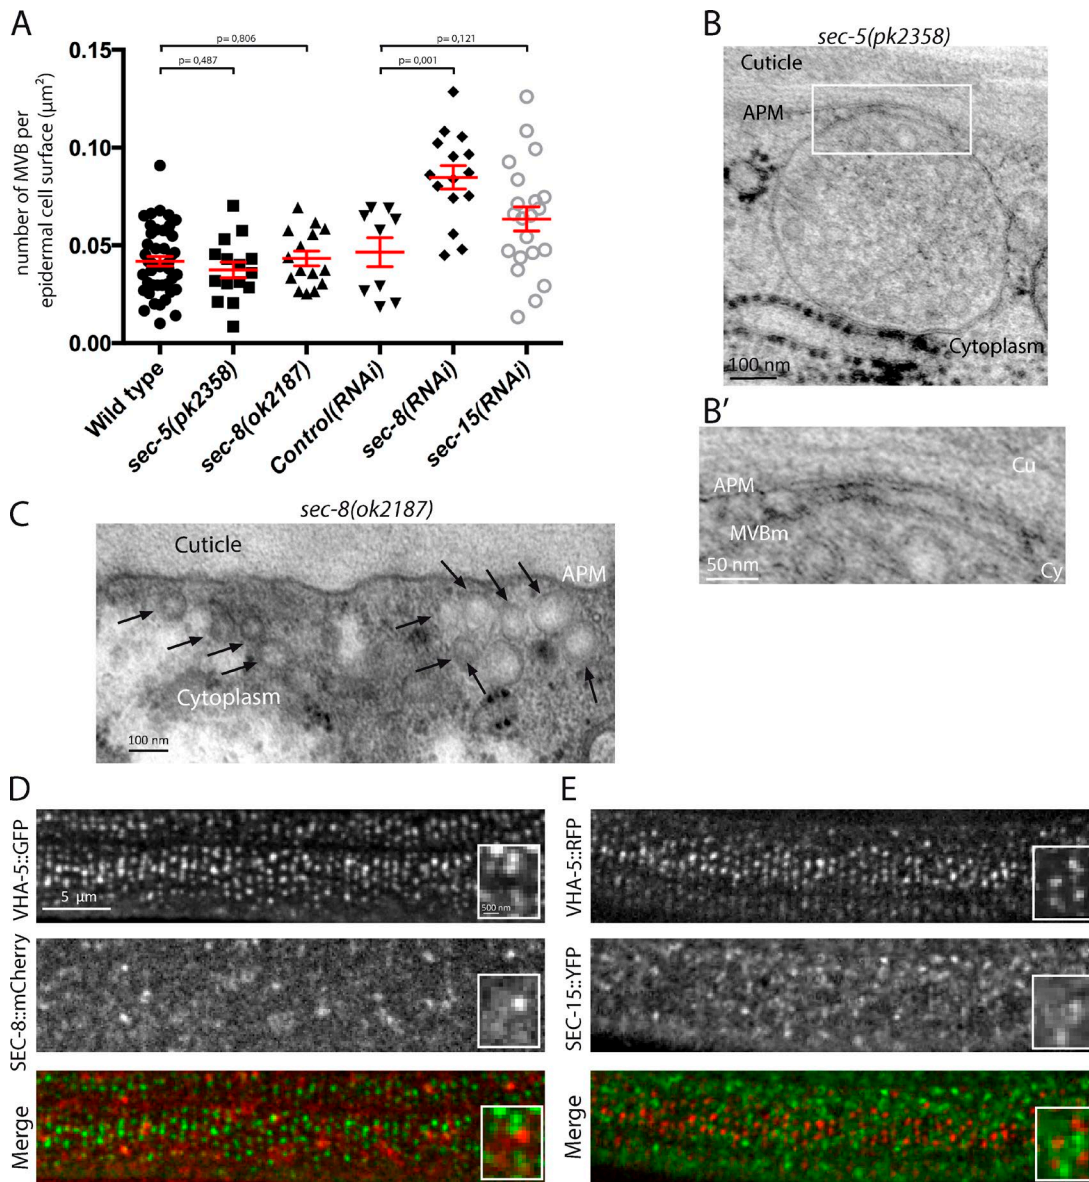 A
p= 0,806
p= 0,121
p= 0,487
p= 0,001
number of MVB per
epidermal cell surface (µm²)
0.15
0.10
0.05
0.00
Wild type
sec-5(pk2358)
sec-8(ok2187)
Control(RNAi)
sec-8(RNAi)
sec-15(RNAi)
B
sec-5(pk2358)
Cuticle
APM
Cytoplasm
100 nm
B’
Cu
APM
MVBm
Cy
50 nm
C
sec-8(ok2187)
Cuticle
APM
Cytoplasm
100 nm
D
VHA-5::GFP
5 µm
500 nm
SEC-8::mCherry
Merge
E
VHA-5::RFP
SEC-15::YFP
Merge